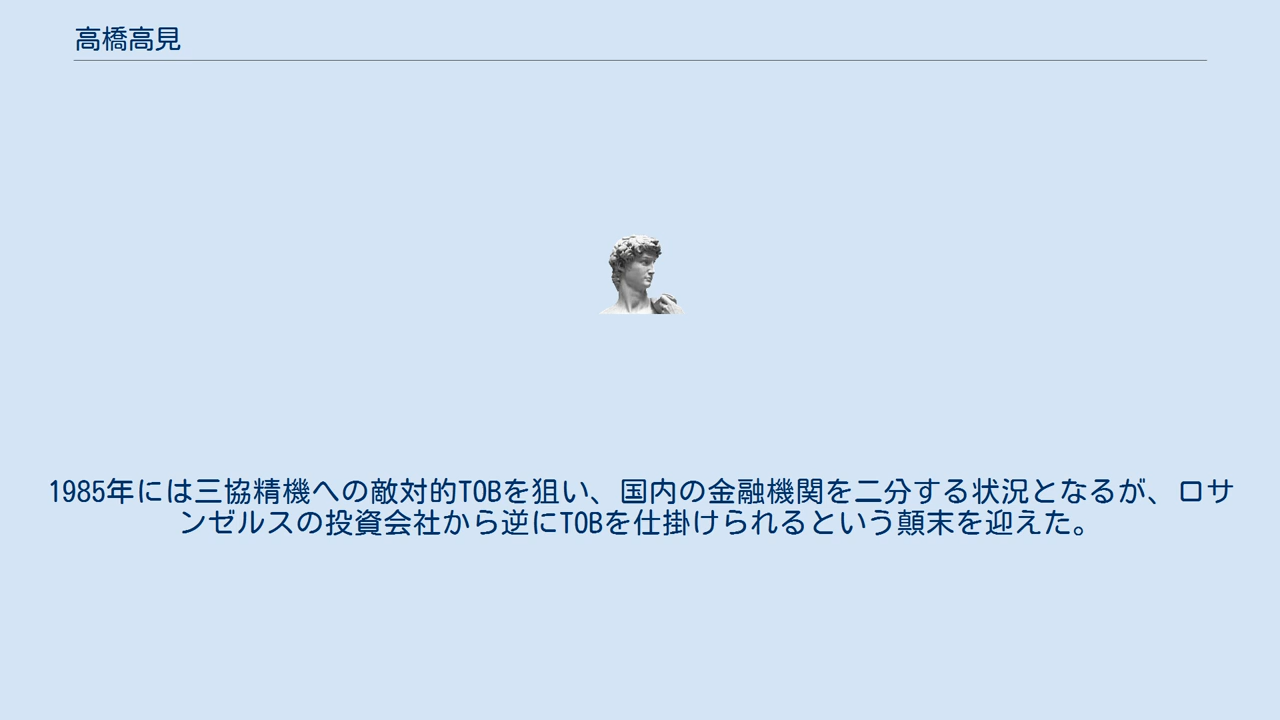 高橋高見
1985年には三協精機への敵対的TOBを狙い、国内の金融機関を二分する状況となるが、ロサ
ンゼルスの投資会社から逆にTOBを仕掛けられるという顛末を迎えた。